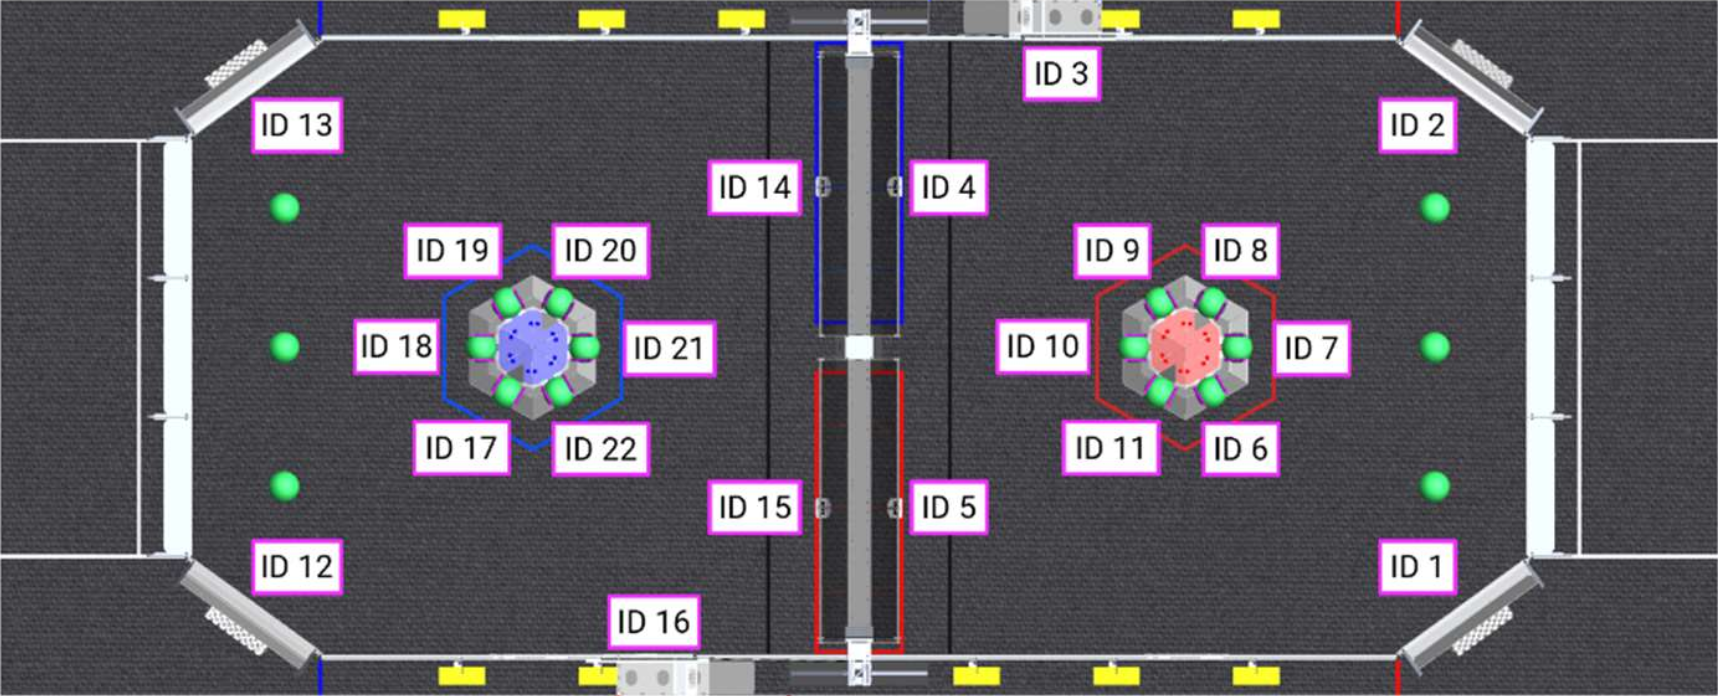 ID 3
ID 13
ID 2
ID 14
ID 4
ID 19
ID 20
ID 9
ID 8
ID 18
ID 21
ID 10
ID 7
ID 17
ID 22
ID 11
ID 6
ID 15
ID 5
ID 12
ID 1
ID 16